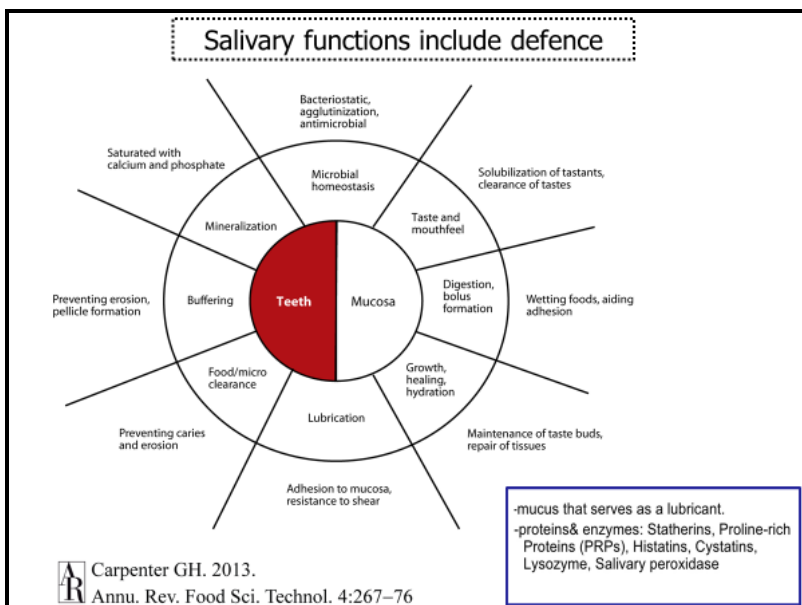 Salivary functions include defence
Bacteriostatic,
agglutinization,
antimicrobial
Saturated with
calcium and phosphate
Microbial
homeostasis
Solubilization of tastants,
clearance of tastes
Mineralization
Taste and
mouthfeel
Preventing erosion,
pellicle formation
Buffering
Teeth
Mucosa
Digestion,
bolus
formation
Wetting foods, aiding
adhesion
Food/micro
clearance
Growth,
healing,
hydration
Lubrication
Preventing caries
and erosion
Maintenance of taste buds,
repair of tissues
Adhesion to mucosa,
resistance to shear
-mucus that serves as a lubricant.
-proteins& enzymes: Statherins, Proline-rich
Proteins (PRPs), Histatins, Cystatins,
Lysozyme, Salivary peroxidase
AR
Carpenter GH. 2013.
Annu. Rev. Food Sci. Technol. 4:267–76